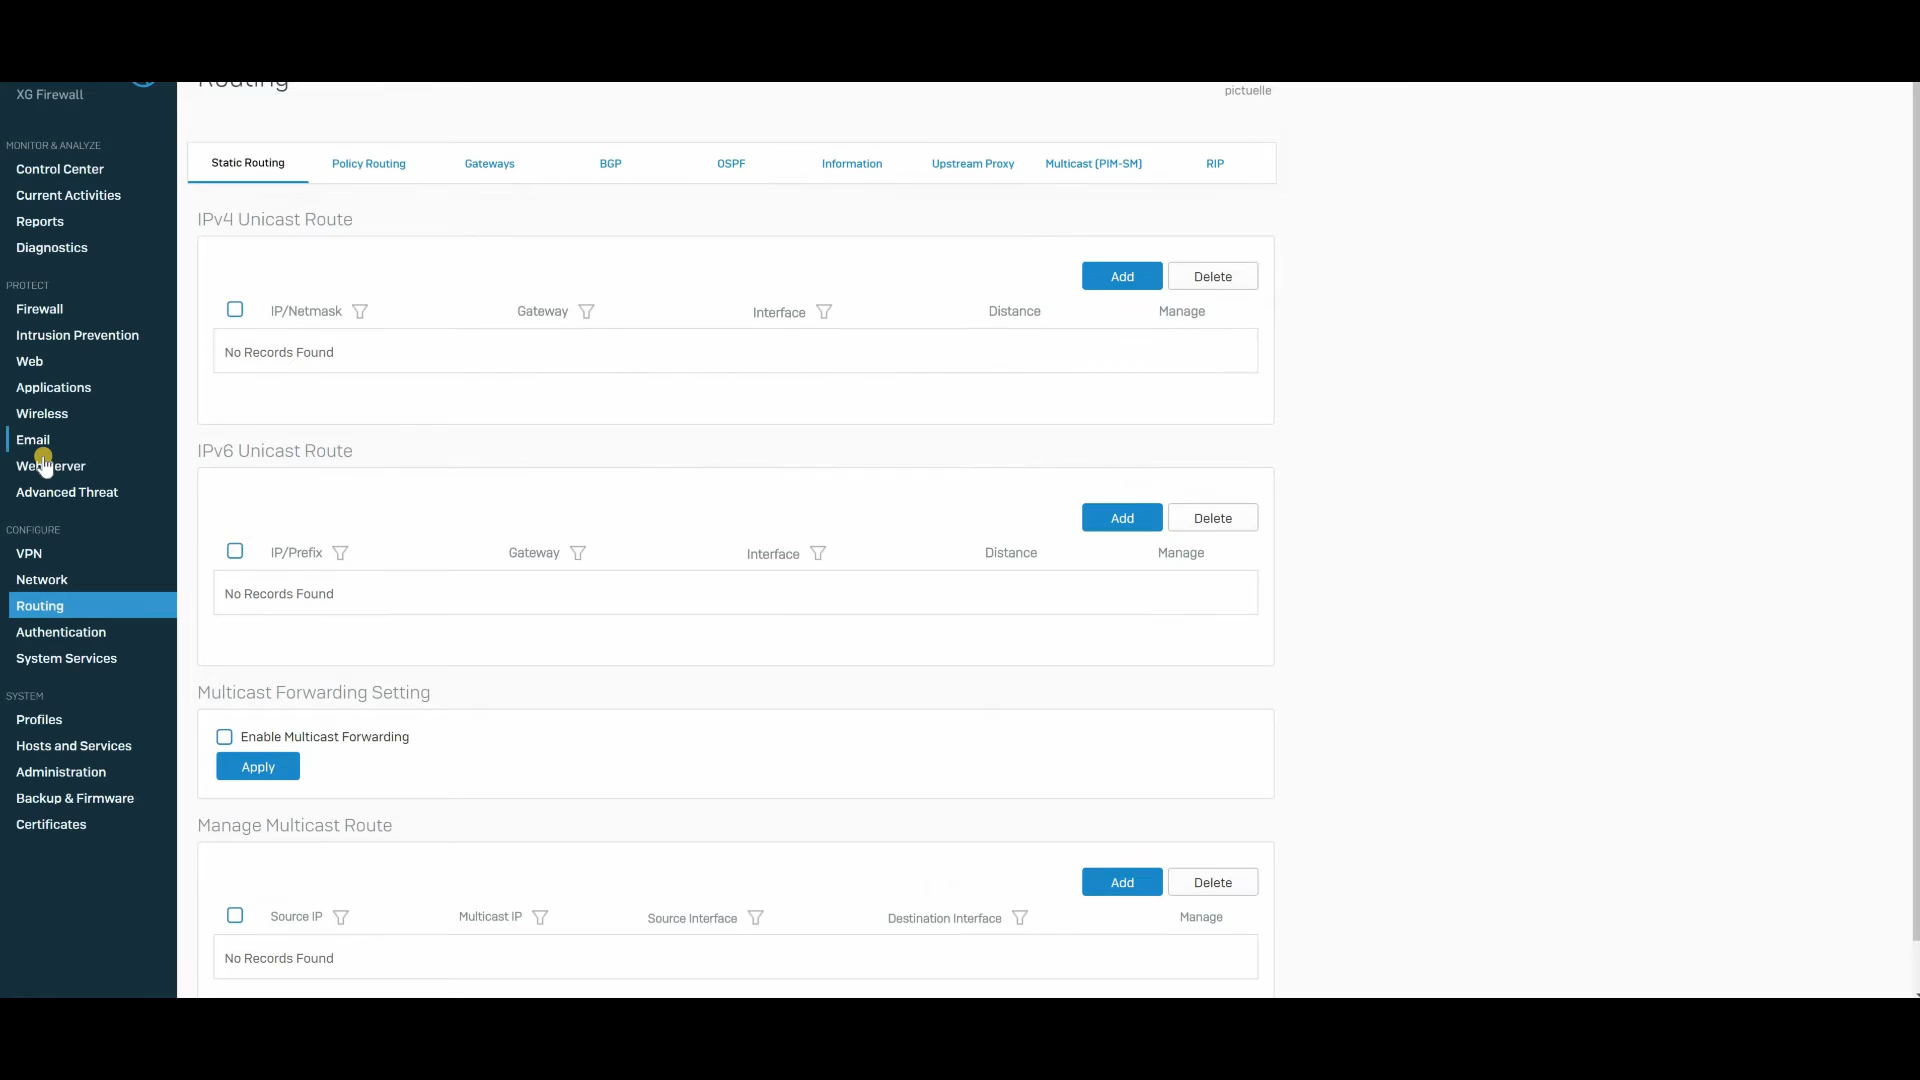 Routing
XG Firewall
pictuelle
MONITOR & ANALYZE
Control Center
Current Activities
Reports
Diagnostics
PROTECT
Firewall
Intrusion Prevention
Web
Applications
Wireless
Email
Web Server
Advanced Threat
CONFIGURE
VPN
Network
Routing
Authentication
System Services
SYSTEM
Profiles
Hosts and Services
Administration
Backup & Firmware
Certificates
Static Routing Policy Routing Gateways BGP OSPF Information Upstream Proxy Multicast (PIM-SM) RIP
IPv4 Unicast Route
Add Delete
IP/Netmask Gateway Interface Distance Manage
No Records Found
IPv6 Unicast Route
Add Delete
IP/Prefix Gateway Interface Distance Manage
No Records Found
Multicast Forwarding Setting
Enable Multicast Forwarding
Apply
Manage Multicast Route
Add Delete
Source IP Multicast IP Source Interface Destination Interface Manage
No Records Found